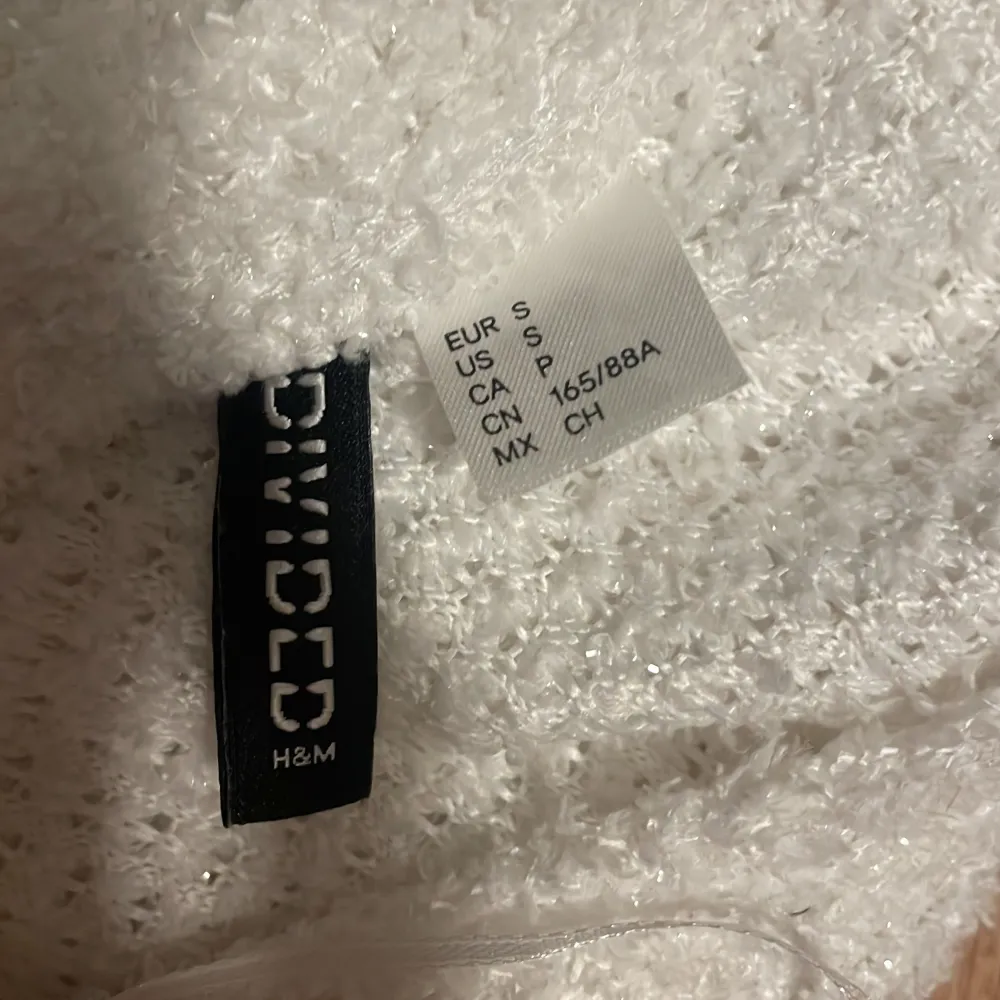 DIVIDED
H&M
EUR S
US S
CA P
CN 165/88A
MX CH